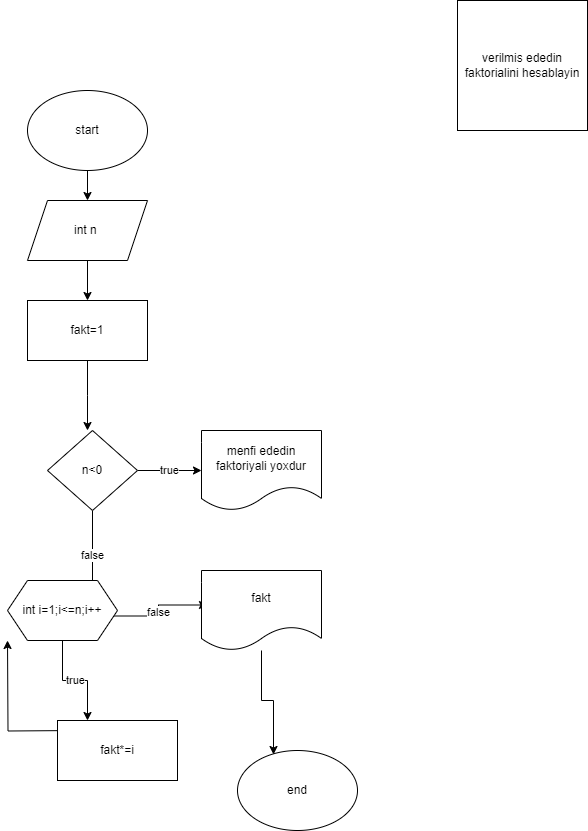 verilmis ededin
faktorialini hesablayin
start
int n
fakt=1
n<0
true
menfi ededin
faktoriyali yoxdur
false
int i=1;i<=n;i++
false
fakt
true
fakt*=i
end